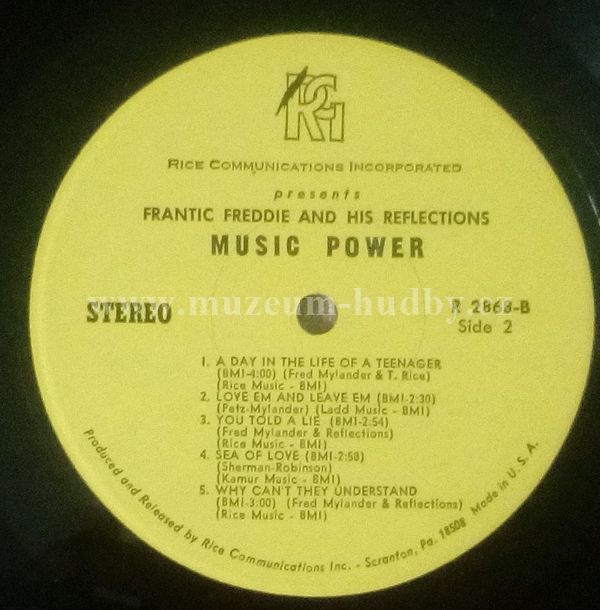 RCI
RICE COMMUNICATIONS INCORPORATED
presents
FRANTIC FREDDIE AND HIS REFLECTIONS
MUSIC POWER
www.muzeum-hudby.cz
STEREO
R 2868-B
Side 2
1. A DAY IN THE LIFE OF A TEENAGER
(BMI-4:00) (Fred Mylander & T. Rice)
(Rice Music - BMI)
2. LOVE EM AND LEAVE EM (BMI-2:30)
(Petz-Mylander) (Ladd Music - BMI)
3. YOU TOLD A LIE (BMI-2:54)
(Fred Mylander & Reflections)
(Rice Music - BMI)
4. SEA OF LOVE (BMI-2:58)
(Sherman-Robinson)
(Kamur Music - BMI)
5. WHY CAN'T THEY UNDERSTAND
(BMI-3:00) (Fred Mylander & Reflections)
(Rice Music - BMI)
Produced and Released by Rice Communications Inc. - Scranton, Pa. 18508 Made in U. S. A.